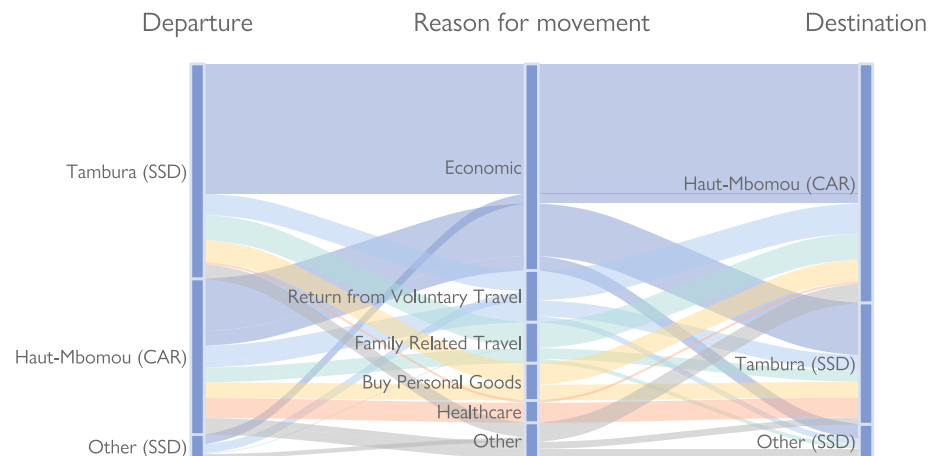 Departure Reason for movement Destination
Economic
Tambura (SSD)
Haut-Mbomou (CAR)
Return from Voluntary Travel
Family Related Travel
Haut-Mbomou (CAR)
Tambura (SSD)
Buy Personal Goods
Healthcare
Other
Other (SSD)
Other (SSD)